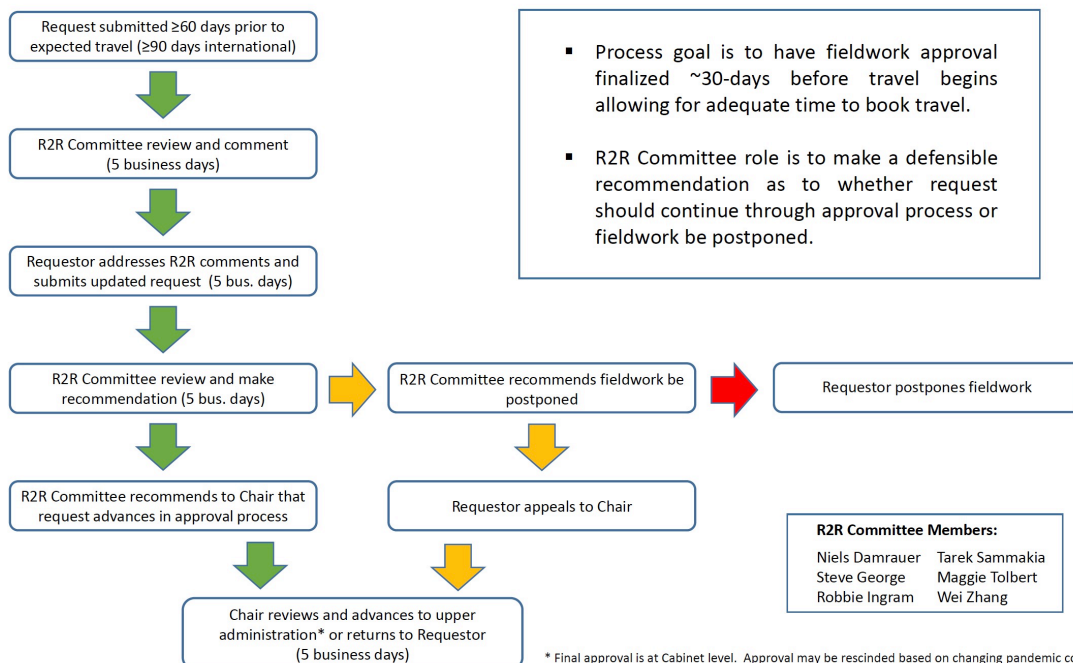 Request submitted ≥60 days prior to
expected travel (≥90 days international)
▪ Process goal is to have fieldwork approval
finalized ~30-days before travel begins
allowing for adequate time to book travel.
▪ R2R Committee role is to make a defensible
recommendation as to whether request
should continue through approval process or
fieldwork be postponed.
R2R Committee review and comment
(5 business days)
Requestor addresses R2R comments and
submits updated request (5 bus. days)
R2R Committee review and make
recommendation (5 bus. days)
R2R Committee recommends fieldwork be
postponed
Requestor postpones fieldwork
R2R Committee recommends to Chair that
request advances in approval process
Requestor appeals to Chair
R2R Committee Members:
Niels Damrauer Tarek Sammakia
Steve George Maggie Tolbert
Robbie Ingram Wei Zhang
Chair reviews and advances to upper
administration* or returns to Requestor
(5 business days)
* Final approval is at Cabinet level. Approval may be rescinded based on changing pandemic